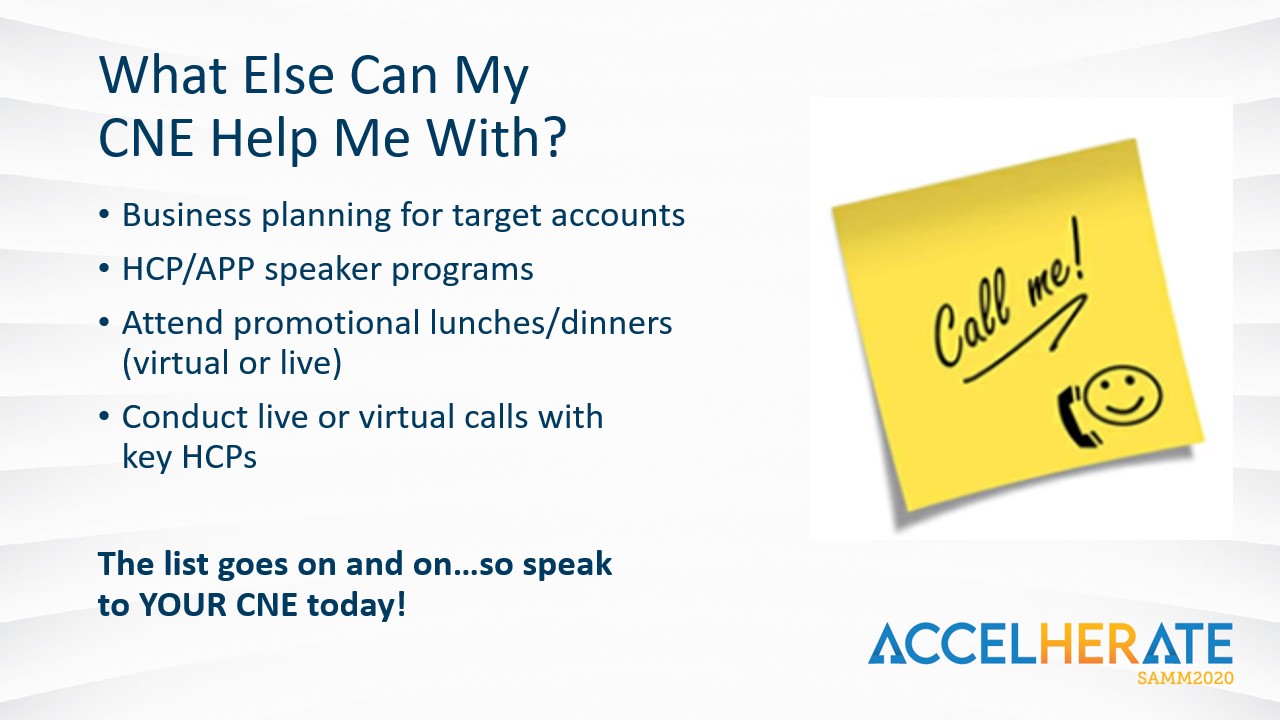 What Else Can My
CNE Help Me With?
• Business planning for target accounts
• HCP/APP speaker programs
• Attend promotional lunches/dinners
(virtual or live)
• Conduct live or virtual calls with
key HCPs
The list goes on and on…so speak
to YOUR CNE today!
Call me!
ACCELHERATE
SAMM2020